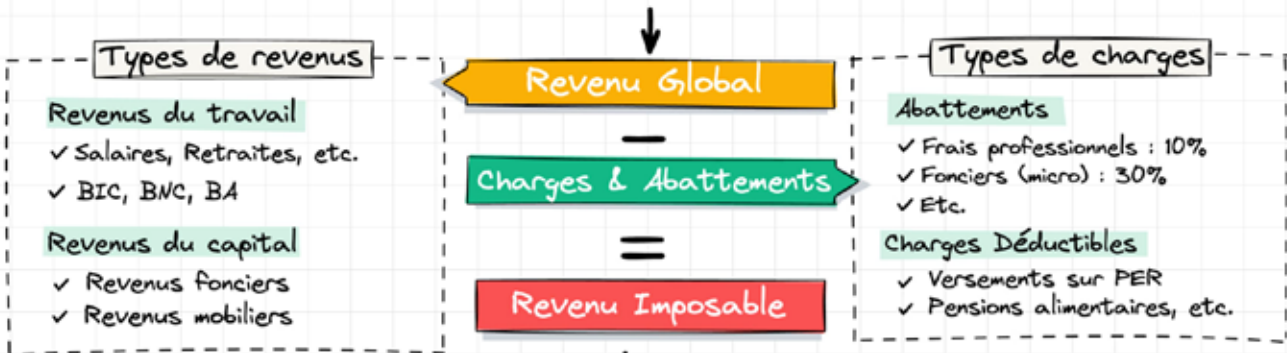 Types de revenus
Revenus du travail
✓ Salaires, Retraites, etc.
✓ BIC, BNC, BA
Revenus du capital
✓ Revenus fonciers
✓ Revenus mobiliers
Revenu Global
−
Charges & Abattements
=
Revenu Imposable
Types de charges
Abattements
✓ Frais professionnels : 10%
✓ Fonciers (micro) : 30%
✓ Etc.
Charges Déductibles
✓ Versements sur PER
✓ Pensions alimentaires, etc.